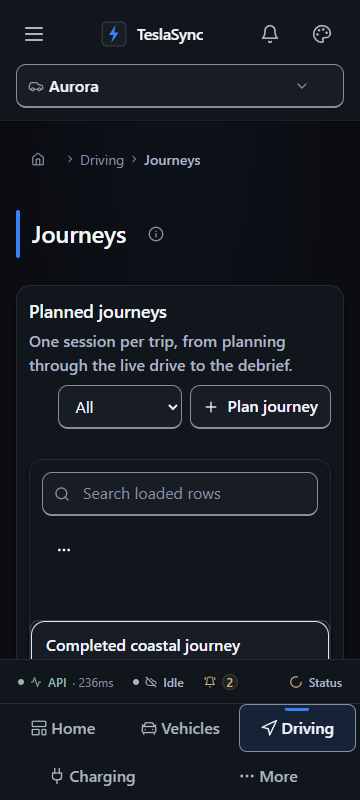 TeslaSync
Aurora
Driving
Journeys
Journeys
Planned journeys
One session per trip, from planning
through the live drive to the debrief.
All
Plan journey
Search loaded rows
...
Completed coastal journey
API · 236ms
Idle
2
Status
Home
Vehicles
Driving
Charging
More